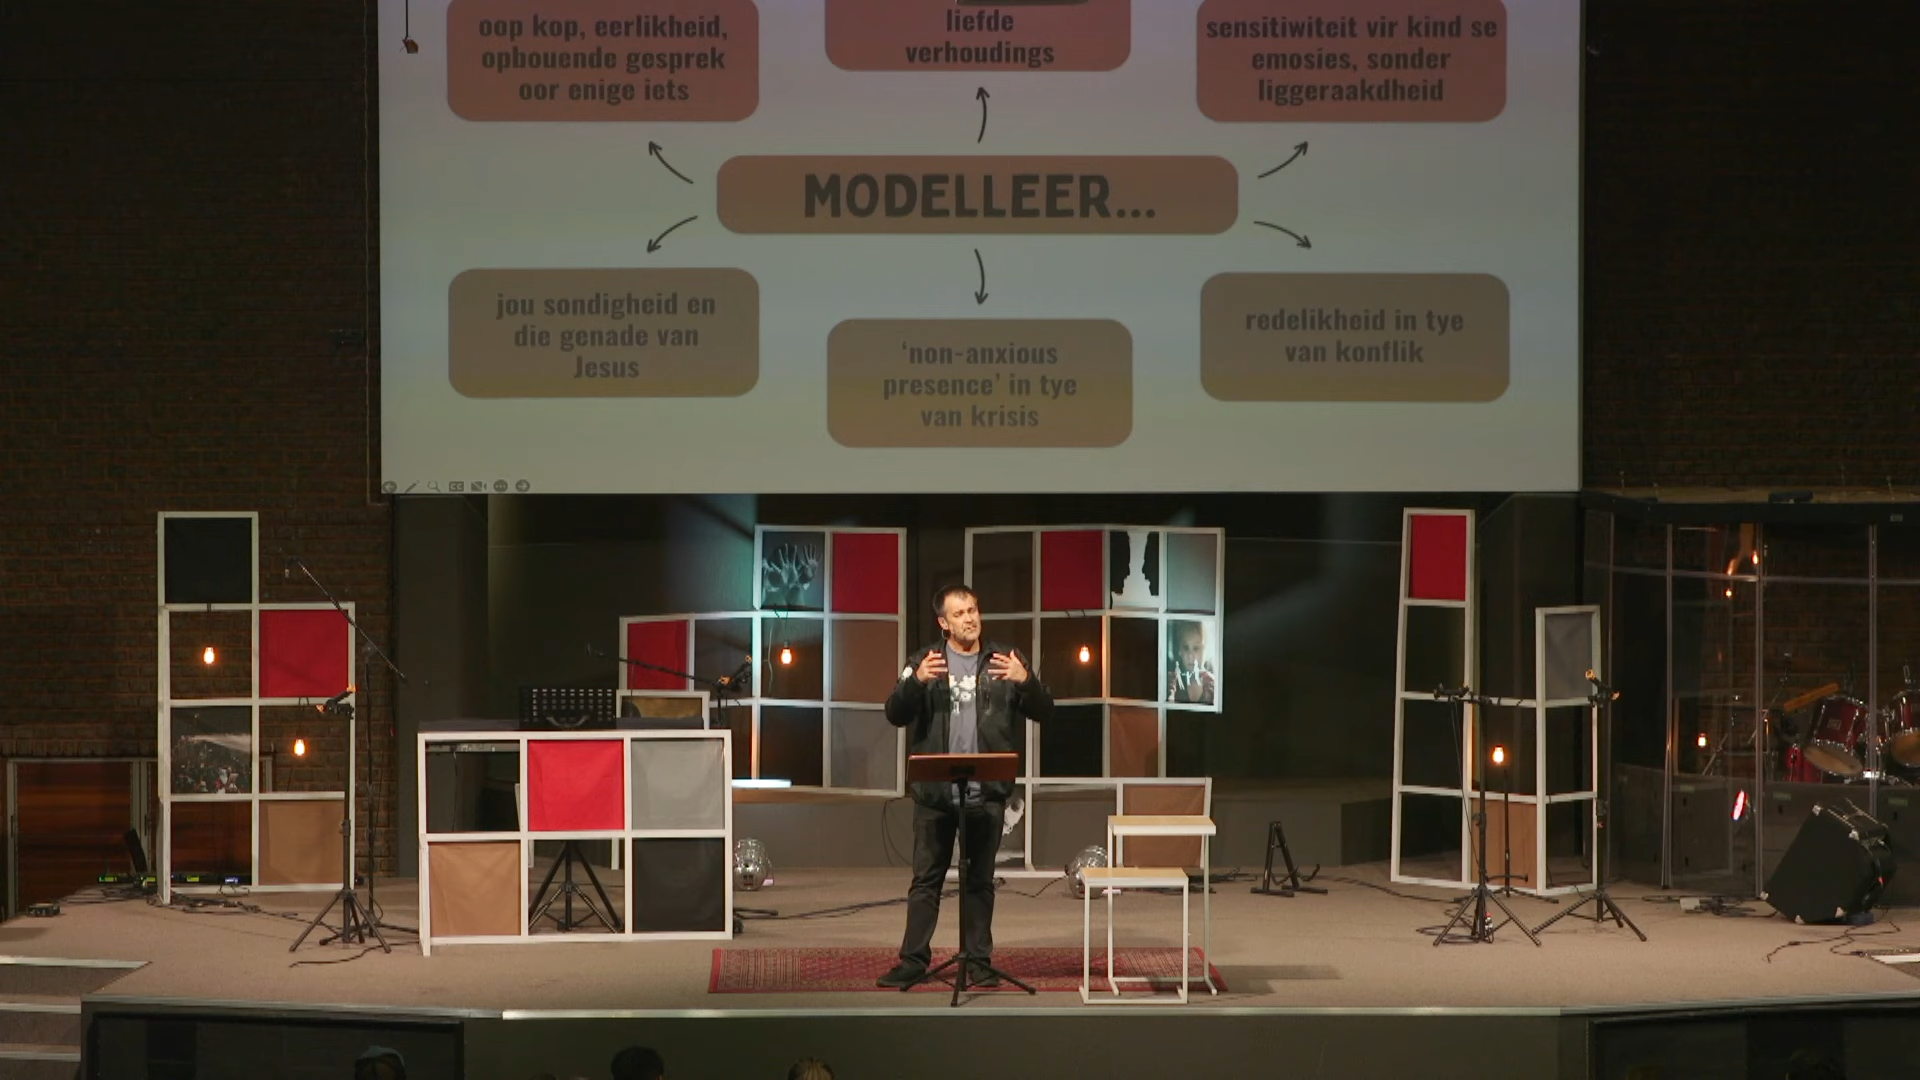 oop kop, eerlikheid,
opbouende gesprek
oor enige iets
liefde
verhoudings
sensitiwiteit vir kind se
emosies, sonder
liggeraakdheid
MODELLEER...
jou sondigheid en
die genade van
Jesus
‘non-anxious
presence’ in tye
van krisis
redelikheid in tye
van konflik